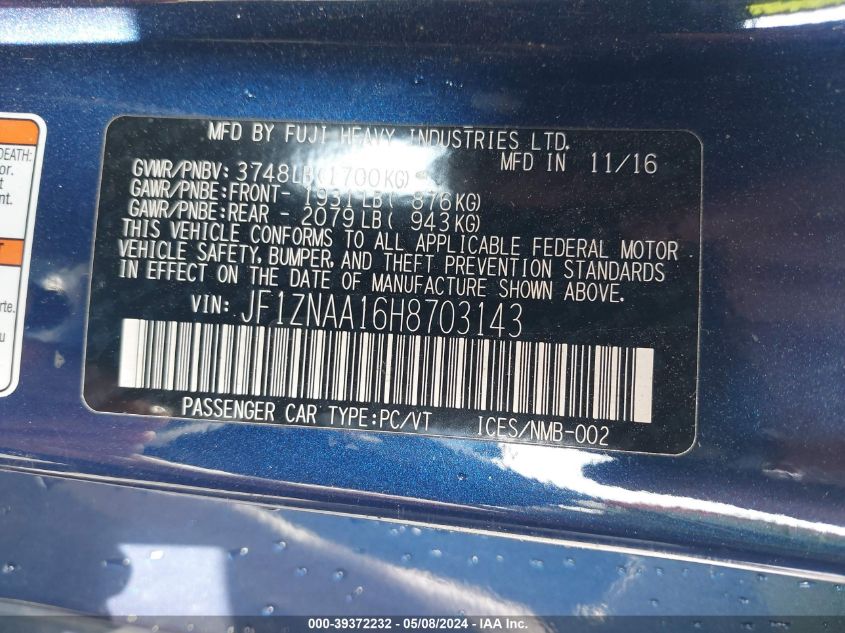 MFD BY FUJI HEAVY INDUSTRIES LTD.
MFD IN 11/16
GVWR/PNBV: 3748LB(1700KG)
GAWR/PNBE:FRONT- 1931LB( 876KG)
GAWR/PNBE:REAR - 2079LB( 943KG)
THIS VEHICLE CONFORMS TO ALL APPLICABLE FEDERAL MOTOR
VEHICLE SAFETY, BUMPER, AND THEFT PREVENTION STANDARDS
IN EFFECT ON THE DATE OF MANUFACTURE SHOWN ABOVE.
VIN: JF1ZNAA16H8703143
PASSENGER CAR TYPE:PC/VT ICES/NMB-002
DEATH:
or.
a
nt.
000-39372232 - 05/08/2024 - IAA Inc.